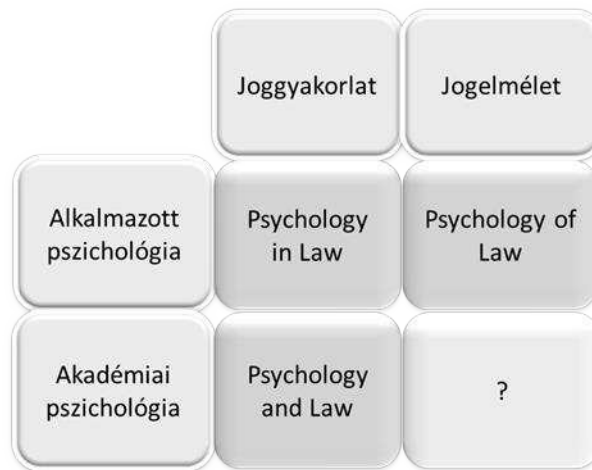 Joggyakorlat
Jogelmélet
Alkalmazott
pszichológia
Psychology
in Law
Psychology of
Law
Akadémiai
pszichológia
Psychology
and Law
?